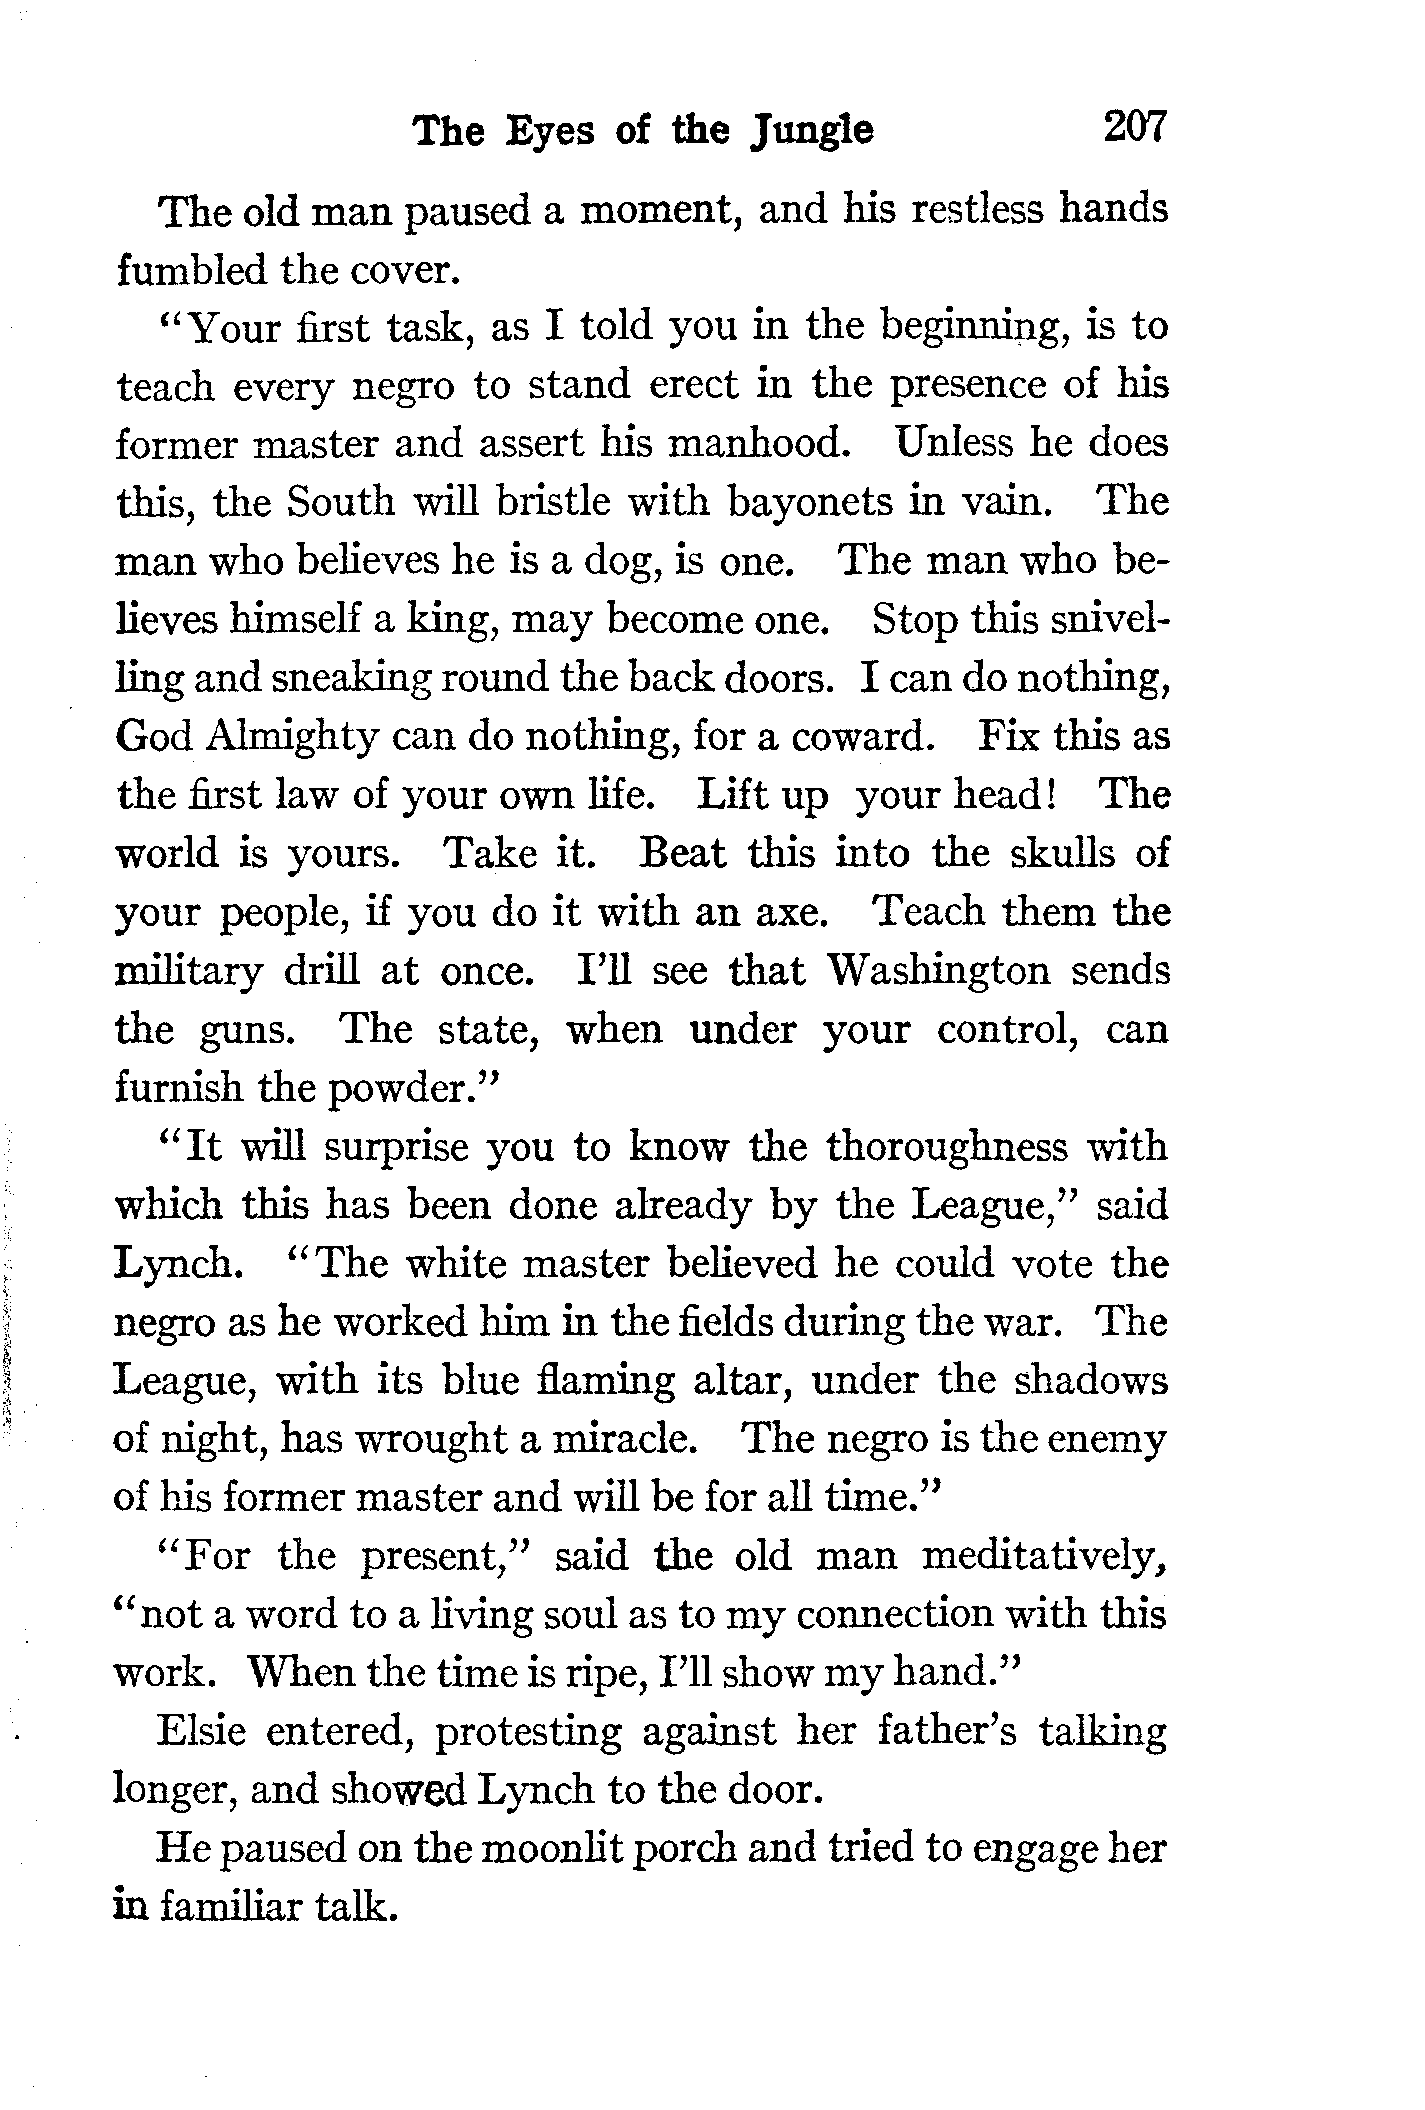 The Eyes of the Jungle 207
The old man paused a moment, and his restless hands
fumbled the cover.
"Your first task, as I told you in the beginning, is to
teach every negro to stand erect in the presence of his
former master and assert his manhood. Unless he does
this, the South will bristle with bayonets in vain. The
man who believes he is a dog, is one. The man who be-
lieves himself a king, may become one. Stop this snivel-
ling and sneaking round the back doors. I can do nothing,
God Almighty can do nothing, for a coward. Fix this as
the first law of your own life. Lift up your head! The
world is yours. Take it. Beat this into the skulls of
your people, if you do it with an axe. Teach them the
military drill at once. I'll see that Washington sends
the guns. The state, when under your control, can
furnish the powder."
"It will surprise you to know the thoroughness with
which this has been done already by the League," said
Lynch. "The white master believed he could vote the
negro as he worked him in the fields during the war. The
League, with its blue flaming altar, under the shadows
of night, has wrought a miracle. The negro is the enemy
of his former master and will be for all time."
"For the present," said the old man meditatively,
"not a word to a living soul as to my connection with this
work. When the time is ripe, I'll show my hand."
Elsie entered, protesting against her father's talking
longer, and showed Lynch to the door.
He paused on the moonlit porch and tried to engage her
in familiar talk.